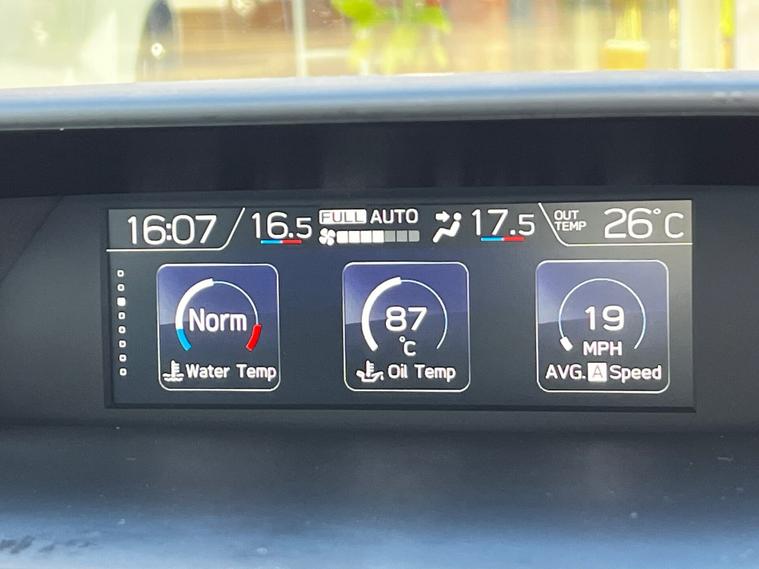 16:07 16.5 FULL AUTO 17.5 OUT TEMP 26°C
Norm 87 °C 19 MPH
Water Temp Oil Temp AVG. A Speed